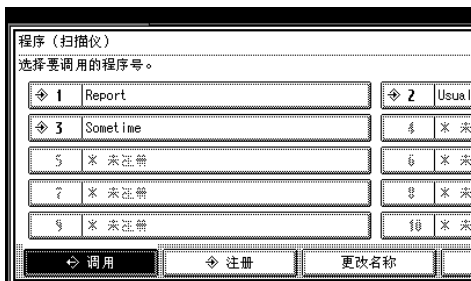 程序（扫描仪）
选择要调用的程序号。
1 Report
2 Usual
3 Sometime
4 * 未
5 * 未注册
6 * 未
7 * 未注册
8 * 未
9 * 未注册
10 * 未
调用 注册 更改名称